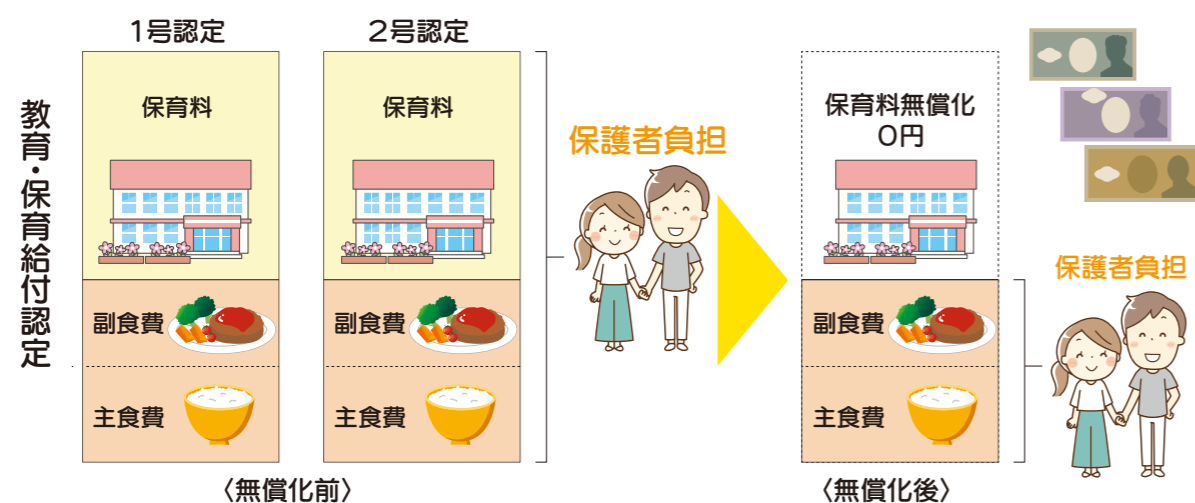 教育・保育給付認定
1号認定
保育料
副食費
主食費
2号認定
保育料
副食費
主食費
保護者負担
〈無償化前〉
保育料無償化
0円
副食費
主食費
保護者負担
〈無償化後〉